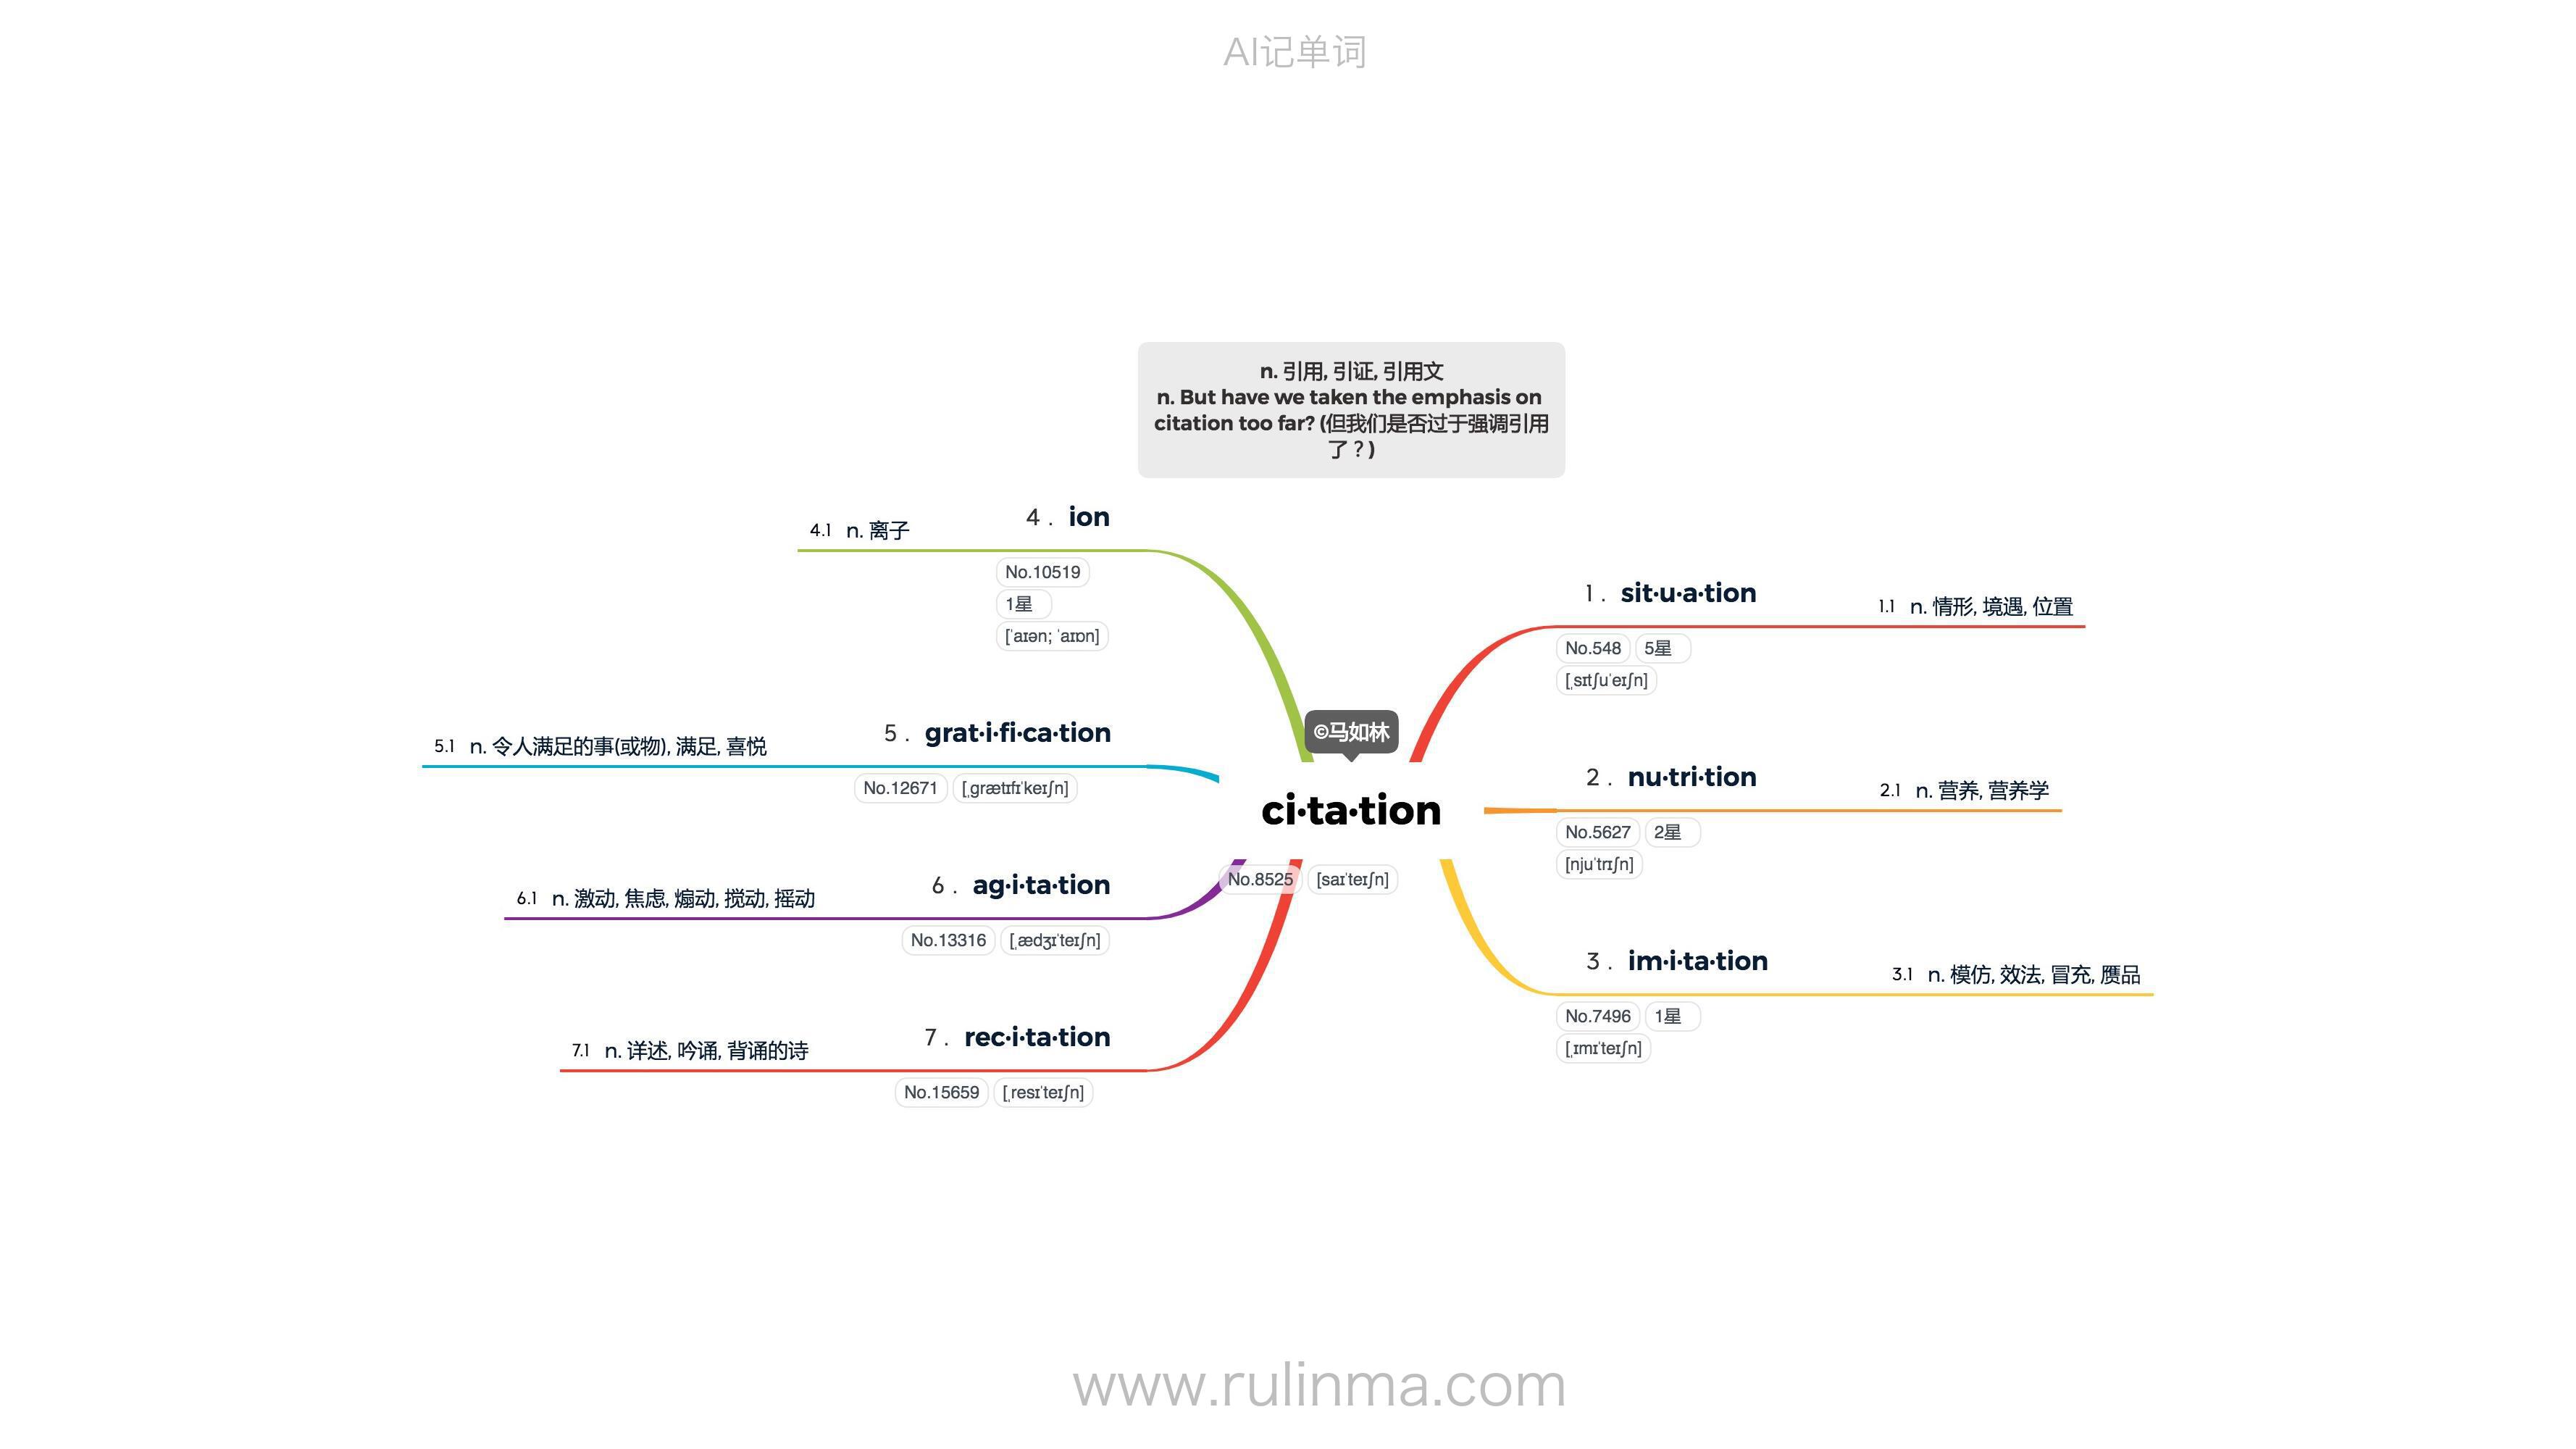 AI记单词
n. 引用, 引证, 引用文
n. But have we taken the emphasis on
citation too far? (但我们是否过于强调引用
了？)
©马如林
ci·ta·tion
No.8525 [saɪˈteɪʃn]
1 . sit·u·a·tion
1.1 n. 情形, 境遇, 位置
No.548 5星
[ˌsɪtʃuˈeɪʃn]
2 . nu·tri·tion
2.1 n. 营养, 营养学
No.5627 2星
[njuˈtrɪʃn]
3 . im·i·ta·tion
3.1 n. 模仿, 效法, 冒充, 赝品
No.7496 1星
[ˌɪmɪˈteɪʃn]
4 . ion
4.1 n. 离子
No.10519
1星
[ˈaɪən; ˈaɪɒn]
5 . grat·i·fi·ca·tion
5.1 n. 令人满足的事(或物), 满足, 喜悦
No.12671 [ˌɡrætɪfɪˈkeɪʃn]
6 . ag·i·ta·tion
6.1 n. 激动, 焦虑, 煽动, 搅动, 摇动
No.13316 [ˌædʒɪˈteɪʃn]
7 . rec·i·ta·tion
7.1 n. 详述, 吟诵, 背诵的诗
No.15659 [ˌresɪˈteɪʃn]
www.rulinma.com